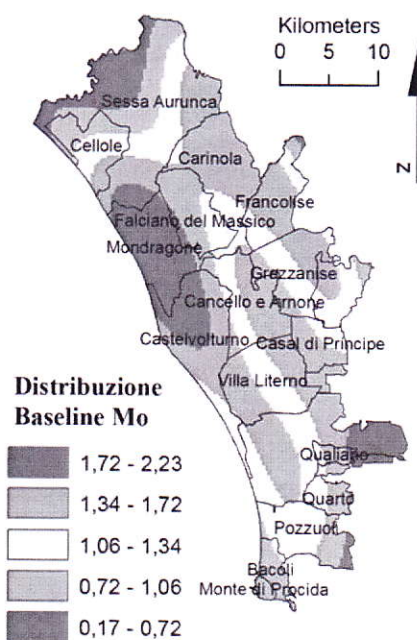 Kilometers
0 5 10
N
Sessa Aurunca
Cellole
Carinola
Francolise
Falciano del Massico
Mondragone
Grezzanise
Cancello e Arnone
Castelvolturno
Casal di Principe
Villa Literno
Qualiano
Quarto
Pozzuoli
Bacoli
Monte di Procida
Distribuzione
Baseline Mo
1,72 - 2,23
1,34 - 1,72
1,06 - 1,34
0,72 - 1,06
0,17 - 0,72